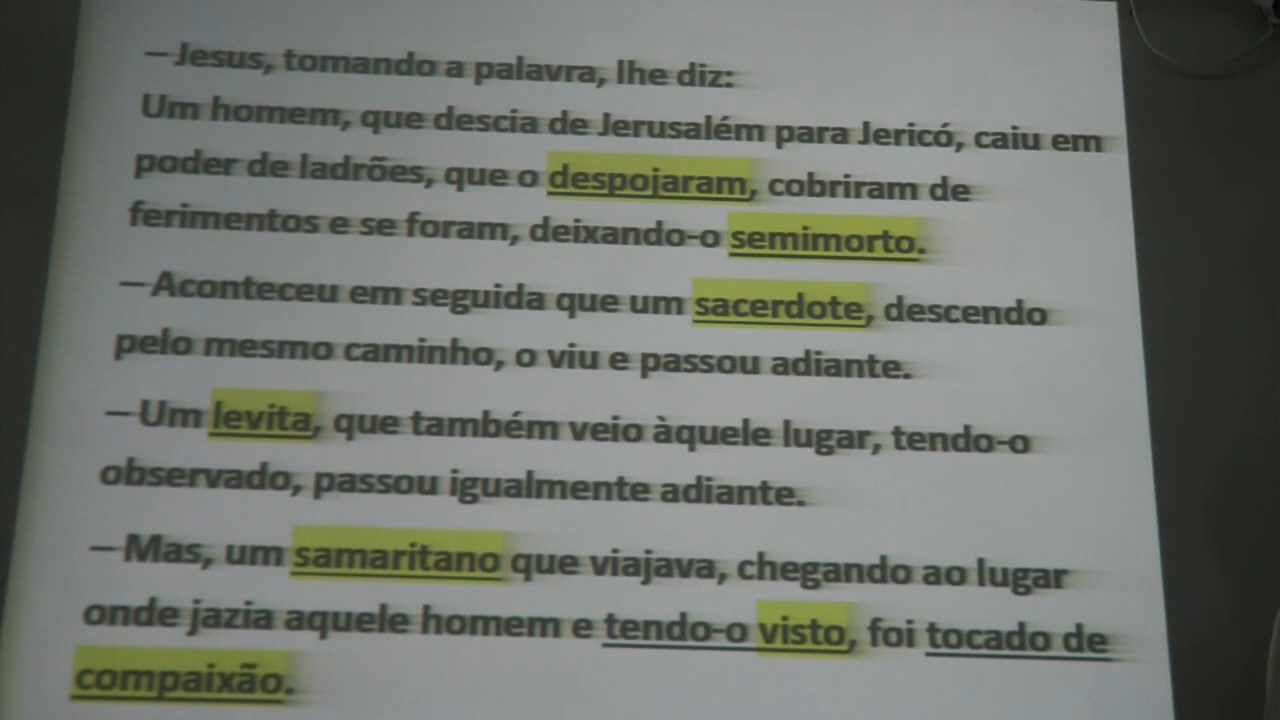 – Jesus, tomando a palavra, lhe diz:
Um homem, que descia de Jerusalém para Jericó, caiu em
poder de ladrões, que o despojaram, cobriram de
ferimentos e se foram, deixando-o semimorto.
– Aconteceu em seguida que um sacerdote, descendo
pelo mesmo caminho, o viu e passou adiante.
– Um levita, que também veio àquele lugar, tendo-o
observado, passou igualmente adiante.
– Mas, um samaritano que viajava, chegando ao lugar
onde jazia aquele homem e tendo-o visto, foi tocado de
compaixão.